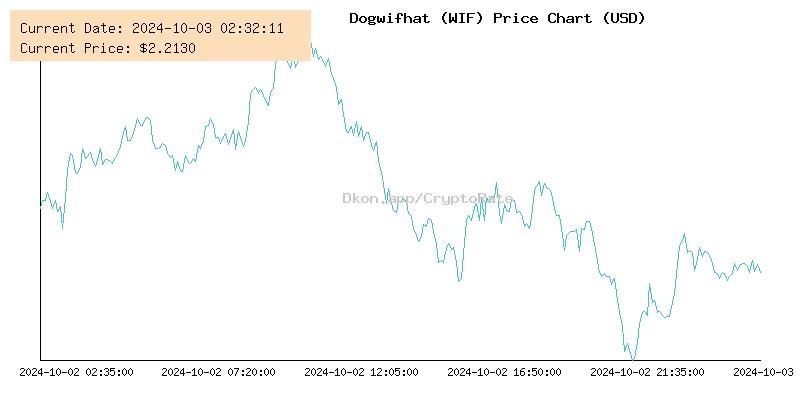 Dogwifhat (WIF) Price Chart (USD)
Current Date: 2024-10-03 02:32:11
Current Price: $2.2130
Dkon.app/CryptoRate
2024-10-02 02:35:00 2024-10-02 07:20:00 2024-10-02 12:05:00 2024-10-02 16:50:00 2024-10-02 21:35:00 2024-10-03